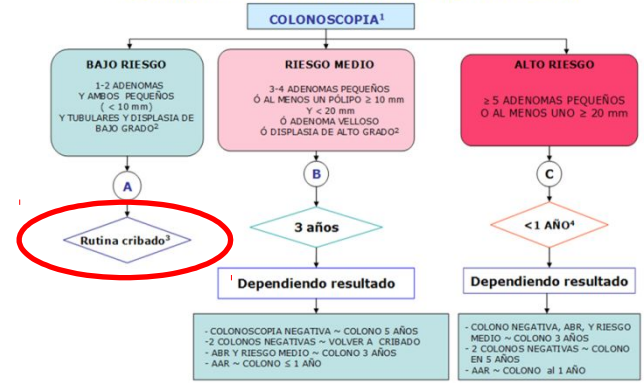 COLONOSCOPIA¹
BAJO RIESGO
1-2 ADENOMAS
Y AMBOS PEQUEÑOS
( < 10 mm)
Y TUBULARES Y DISPLASIA DE
BAJO GRADO²
A
Rutina cribado³
RIESGO MEDIO
3-4 ADENOMAS PEQUEÑOS
Ó AL MENOS UN PÓLIPO ≥ 10 mm
Y < 20 mm
Ó ADENOMA VELLOSO
Ó DISPLASIA DE ALTO GRADO²
B
3 años
Dependiendo resultado
- COLONOSCOPIA NEGATIVA ~ COLONO 5 AÑOS
-2 COLONOS NEGATIVOS ~ VOLVER A CRIBADO
- ABR Y RIESGO MEDIO ~ COLONO 3 AÑOS
- AAR ~ COLONO ≤ 1 AÑO
ALTO RIESGO
≥ 5 ADENOMAS PEQUEÑOS
O AL MENOS UNO ≥ 20 mm
C
<1 AÑO⁴
Dependiendo resultado
- COLONO NEGATIVA, ABR, Y RIESGO
MEDIO ~ COLONO 3 AÑOS
- 2 COLONOS NEGATIVAS ~ COLONO
EN 5 AÑOS
- AAR ~ COLONO al 1 AÑO